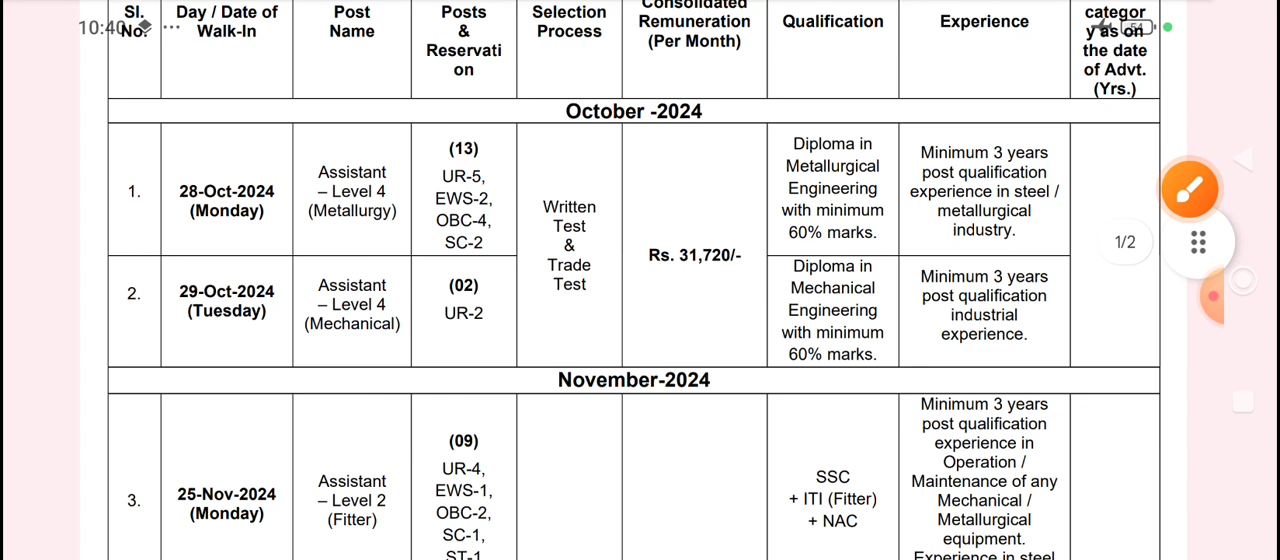 10:40
54
Sl.
No.
Day / Date of
Walk-In
Post
Name
Posts
&
Reservati
on
Selection
Process
Consolidated
Remuneration
(Per Month)
Qualification
Experience
categor
y as on
the date
of Advt.
(Yrs.)
October -2024
1.
28-Oct-2024
(Monday)
Assistant
– Level 4
(Metallurgy)
(13)
UR-5,
EWS-2,
OBC-4,
SC-2
Written
Test
&
Trade
Test
Rs. 31,720/-
Diploma in
Metallurgical
Engineering
with minimum
60% marks.
Minimum 3 years
post qualification
experience in steel /
metallurgical
industry.
1/2
2.
29-Oct-2024
(Tuesday)
Assistant
– Level 4
(Mechanical)
(02)
UR-2
Diploma in
Mechanical
Engineering
with minimum
60% marks.
Minimum 3 years
post qualification
industrial
experience.
November-2024
3.
25-Nov-2024
(Monday)
Assistant
– Level 2
(Fitter)
(09)
UR-4,
EWS-1,
OBC-2,
SC-1,
ST-1
SSC
+ ITI (Fitter)
+ NAC
Minimum 3 years
post qualification
experience in
Operation /
Maintenance of any
Mechanical /
Metallurgical
equipment.
Experience in steel